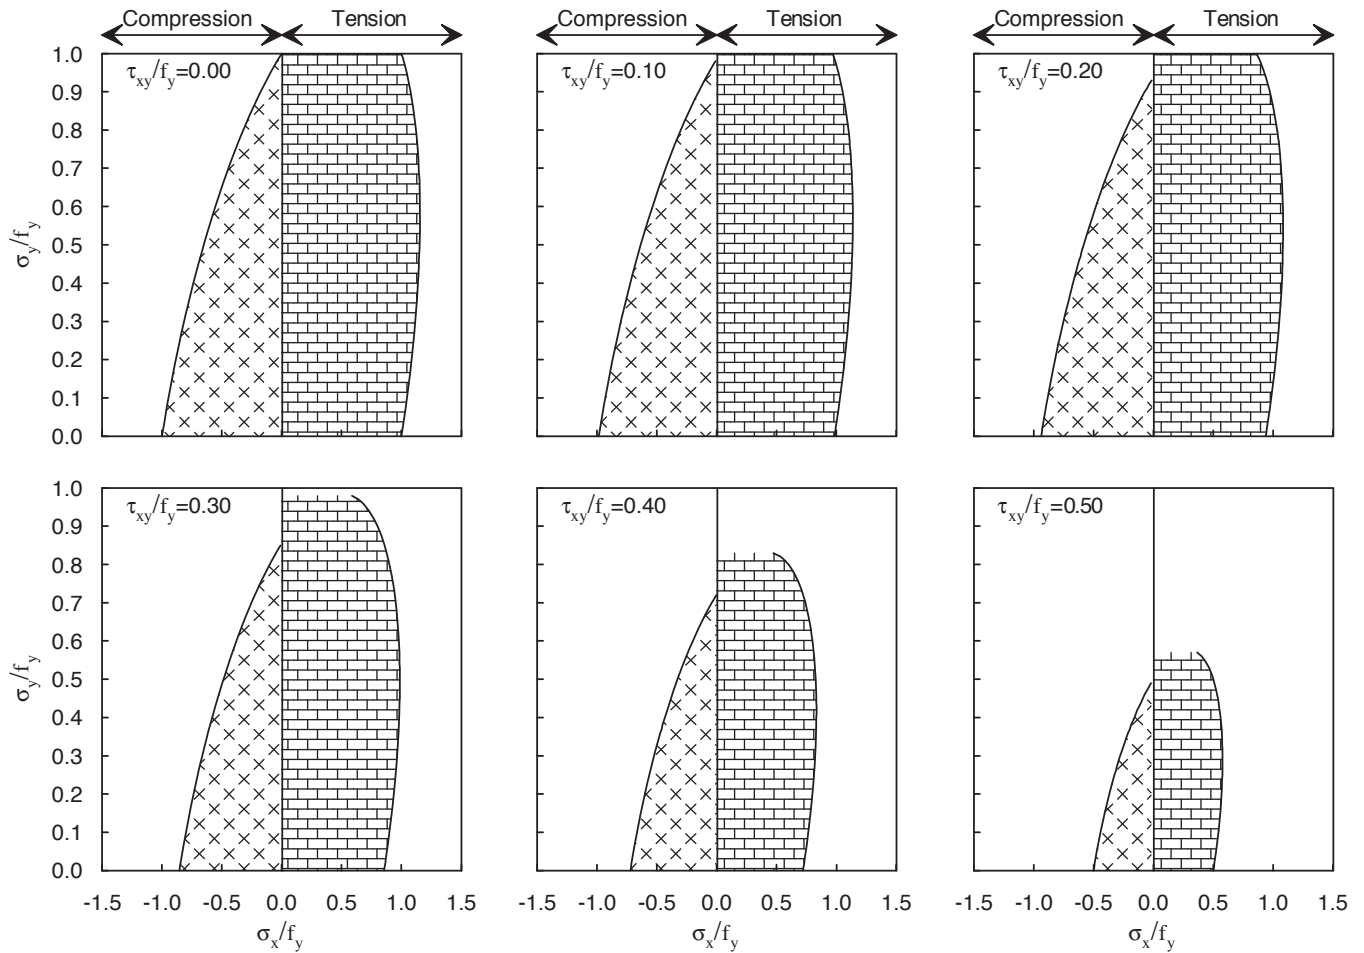 Compression Tension Compression Tension Compression Tension
1.0 τxy/fy=0.00 τxy/fy=0.10 τxy/fy=0.20
0.9
0.8
0.7
0.6
σy/fy
0.5
0.4
0.3
0.2
0.1
0.0
1.0 τxy/fy=0.30 τxy/fy=0.40 τxy/fy=0.50
0.9
0.8
0.7
0.6
σy/fy
0.5
0.4
0.3
0.2
0.1
0.0
-1.5 -1.0 -0.5 0.0 0.5 1.0 1.5 -1.0 -0.5 0.0 0.5 1.0 1.5 -1.5 -1.0 -0.5 0.0 0.5 1.0 1.5
σx/fy σx/fy σx/fy